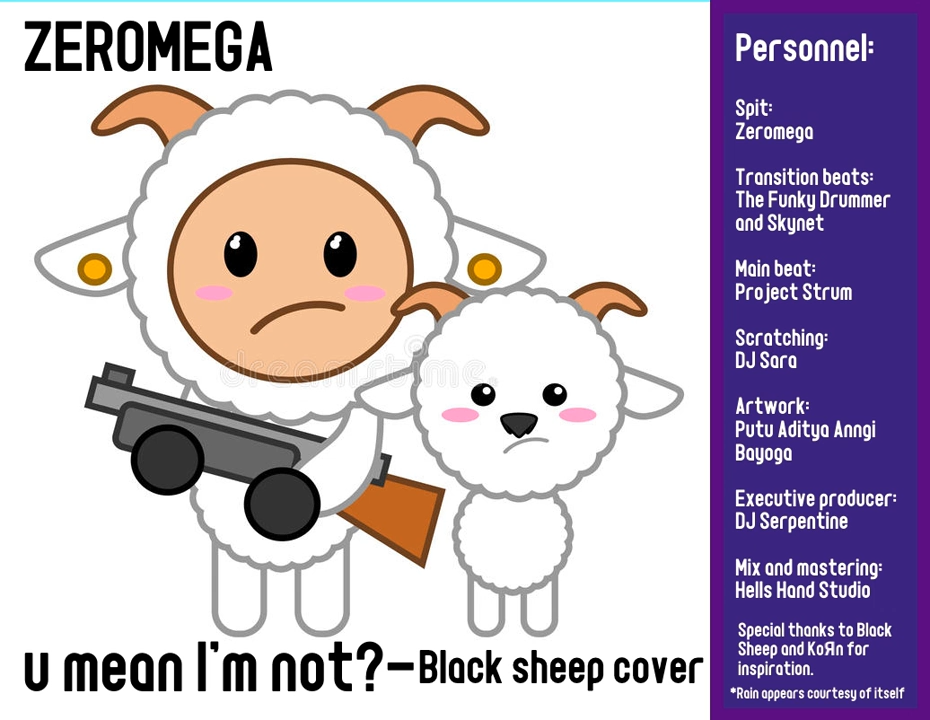 ZEROMEGA
u mean I'm not?-Black sheep cover
dreamstime.
Personnel:
Spit:
Zeromega
Transition beats:
The Funky Drummer
and Skynet
Main beat:
Project Strum
Scratching:
DJ Sara
Artwork:
Putu Aditya Anngi
Bayoga
Executive producer:
DJ Serpentine
Mix and mastering:
Hells Hand Studio
Special thanks to Black
Sheep and KoЯn for
inspiration.
*Rain appears courtesy of itself